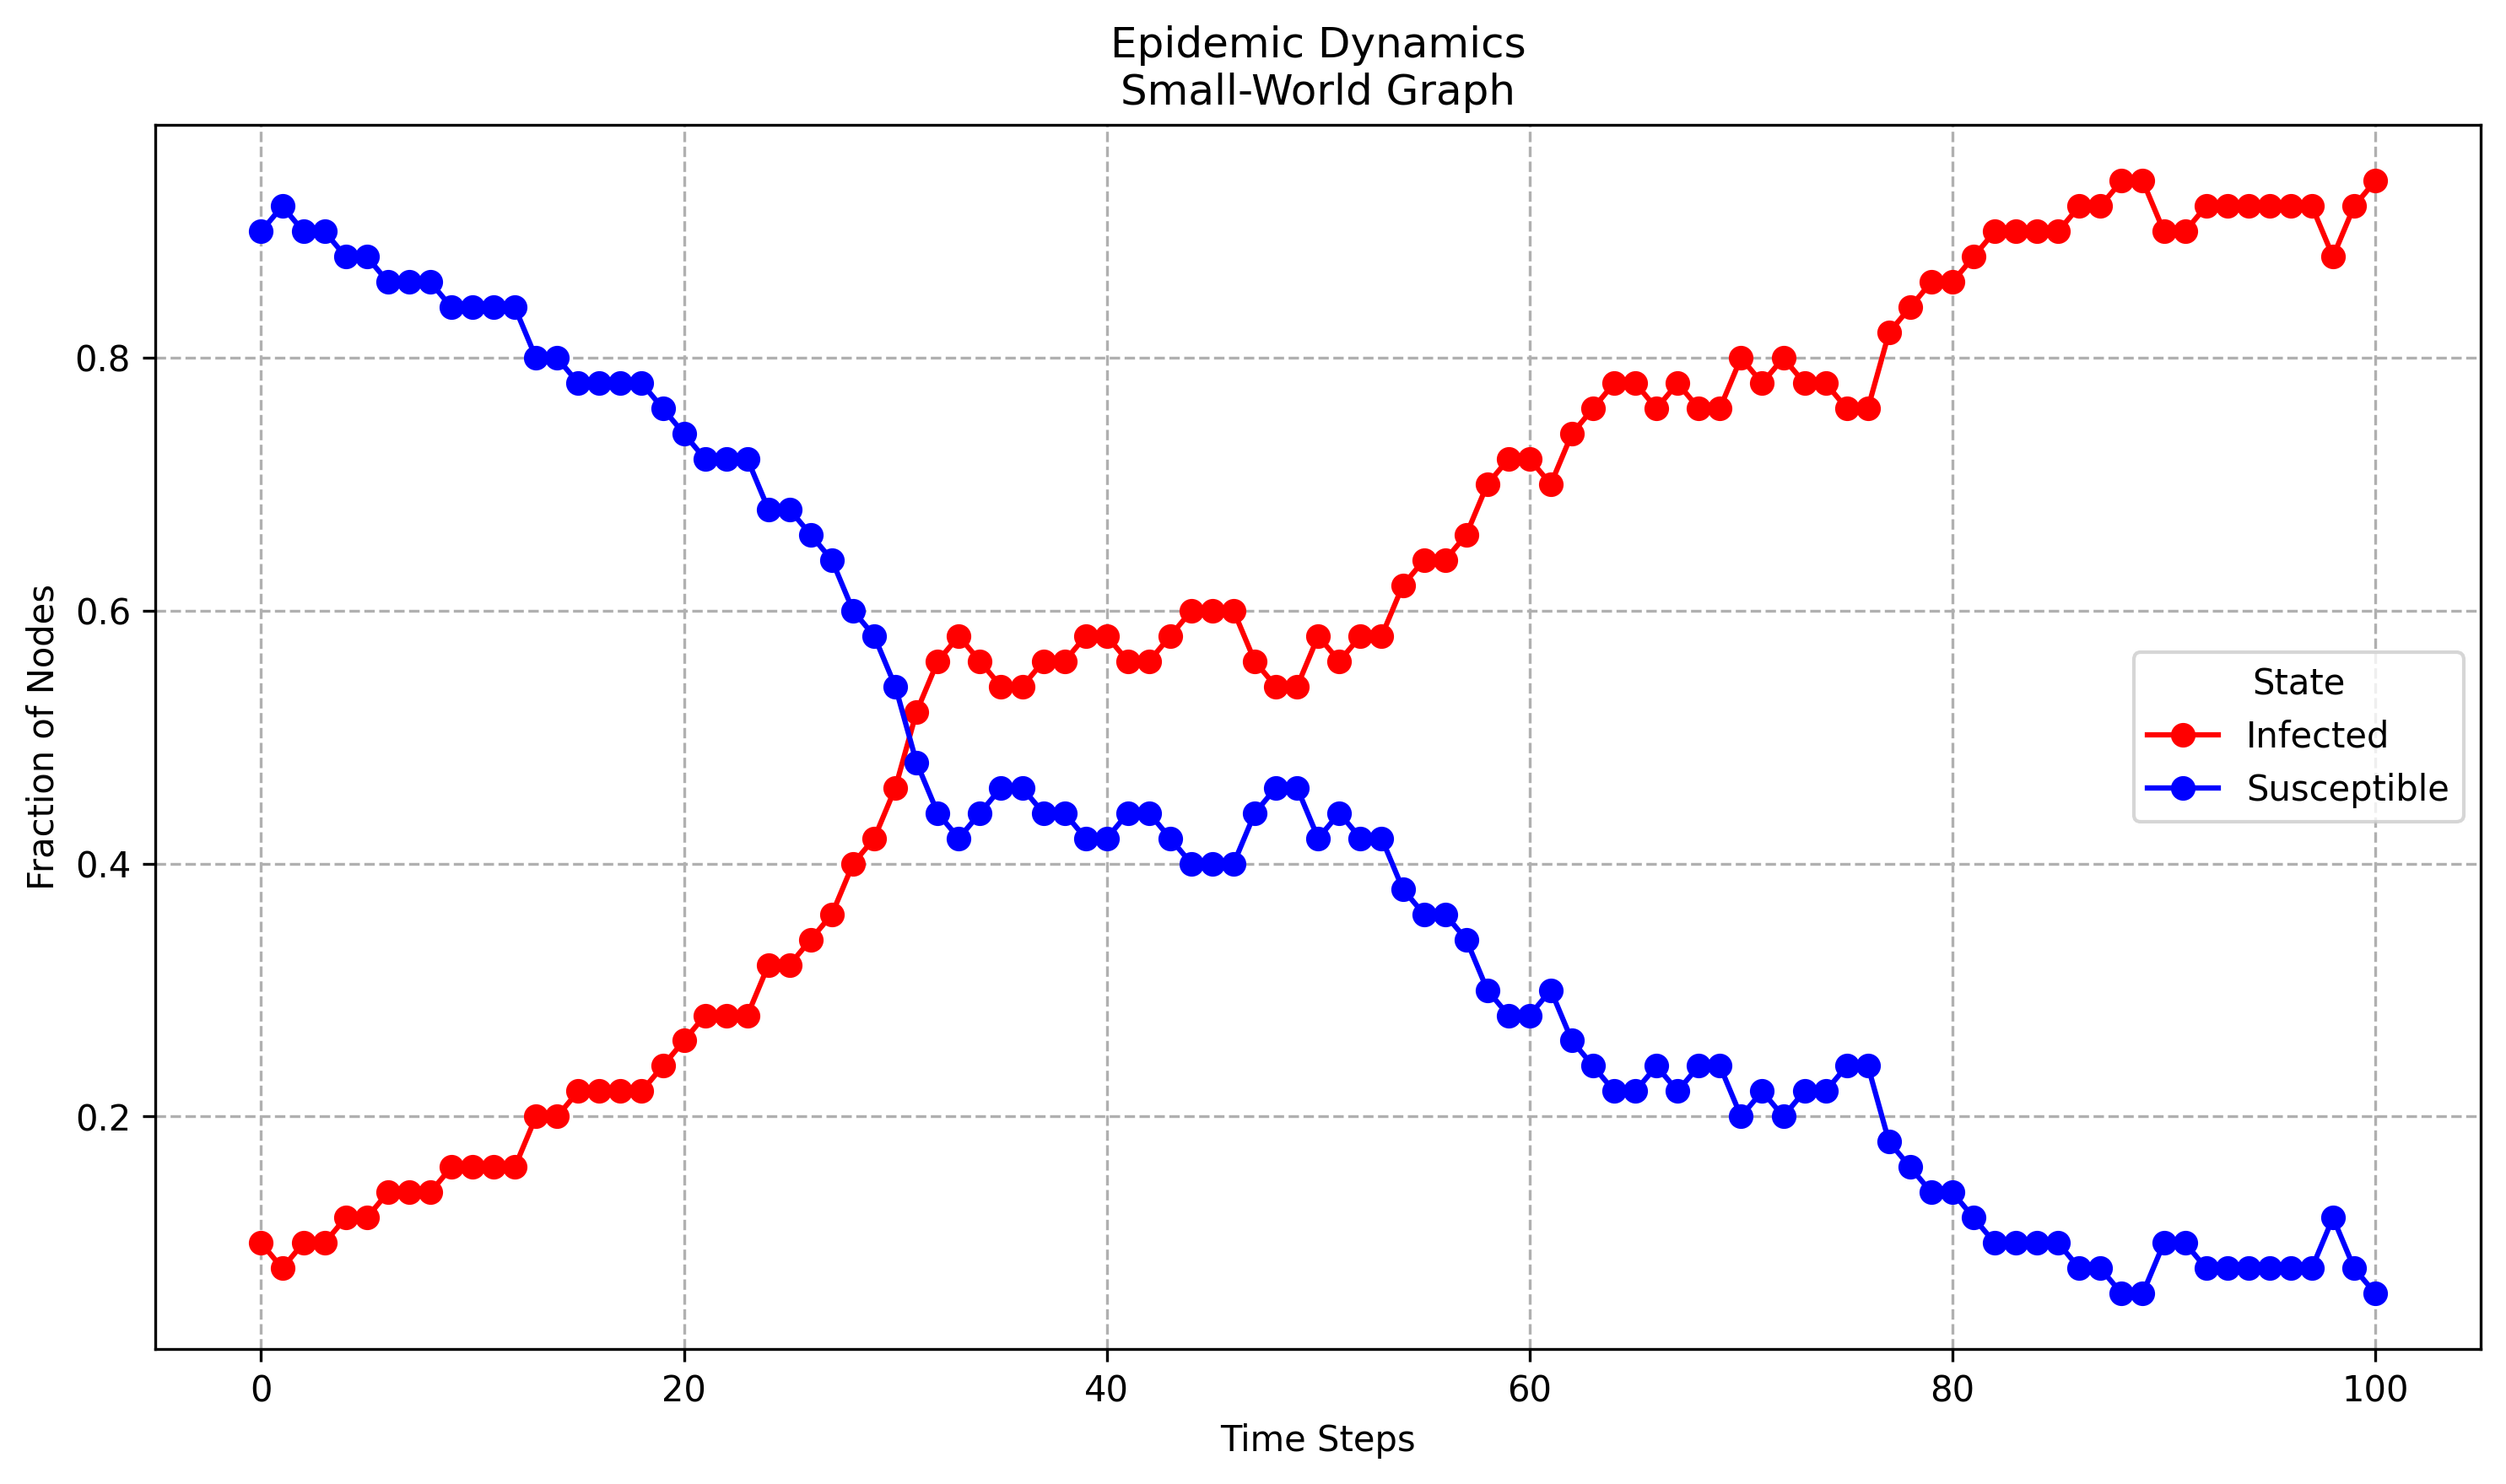 Epidemic Dynamics
Small-World Graph
Fraction of Nodes
0.8
0.6
0.4
0.2
State
Infected
Susceptible
0 20 40 60 80 100
Time Steps